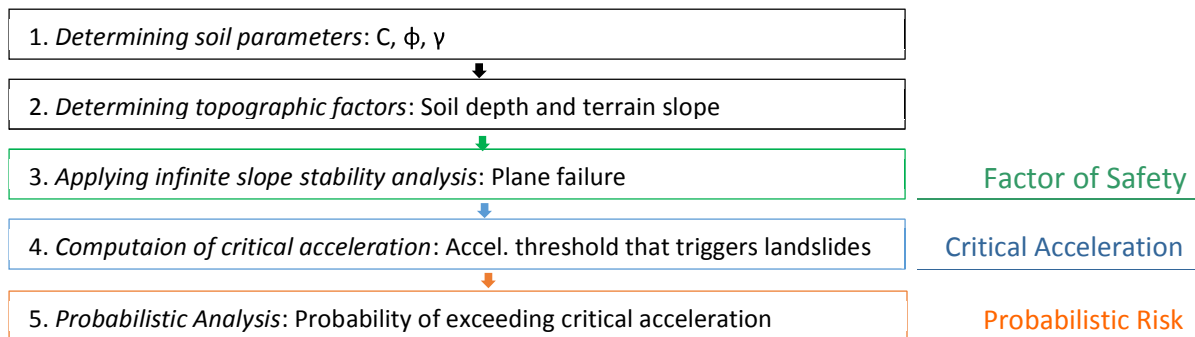 1. Determining soil parameters: C, ϕ, γ
2. Determining topographic factors: Soil depth and terrain slope
3. Applying infinite slope stability analysis: Plane failure
Factor of Safety
4. Computaion of critical acceleration: Accel. threshold that triggers landslides
Critical Acceleration
5. Probabilistic Analysis: Probability of exceeding critical acceleration
Probabilistic Risk